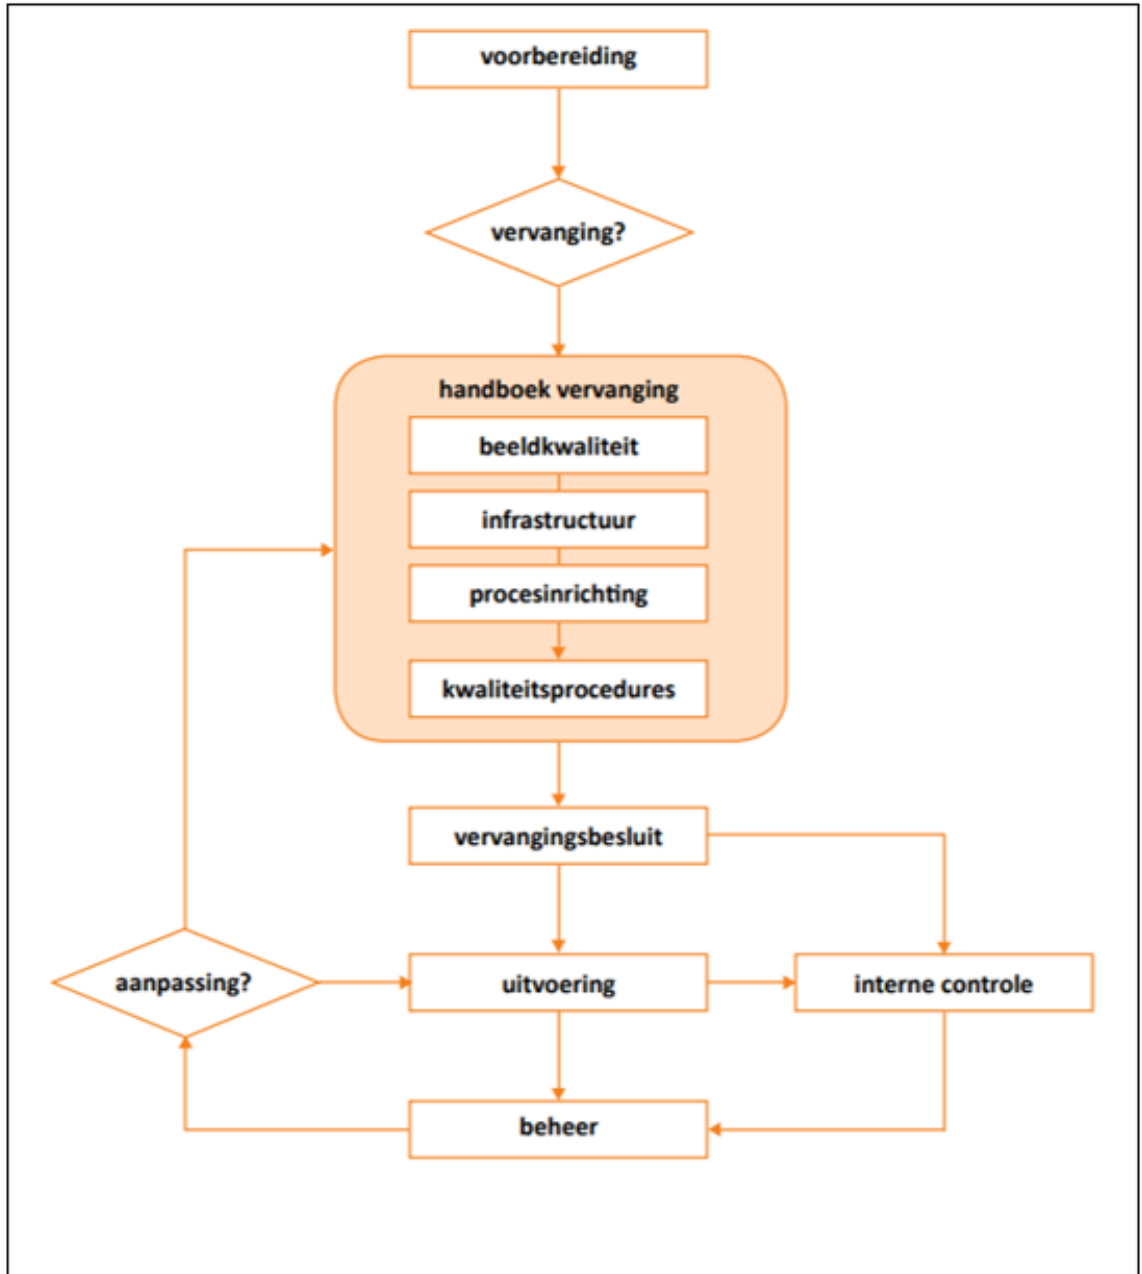 voorbereiding
vervanging?
handboek vervanging
beeldkwaliteit
infrastructuur
procesinrichting
kwaliteitsprocedures
vervangingsbesluit
aanpassing?
uitvoering
interne controle
beheer